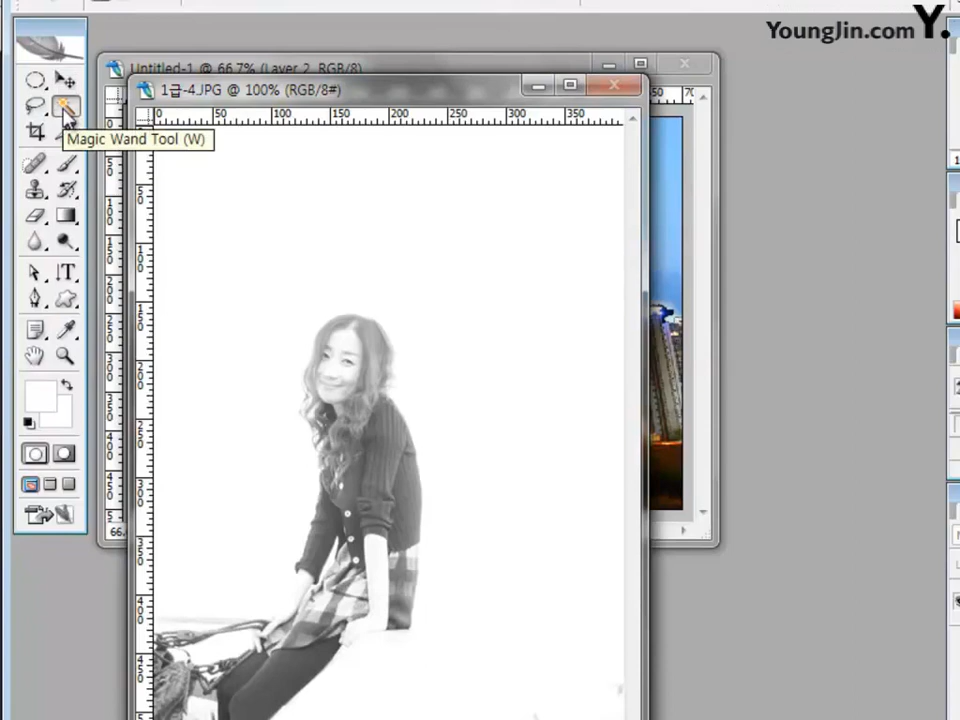 YoungJin.com Y.
Untitled-1 @ 66.7% (Layer 2, RGB/8)
1급-4.JPG @ 100% (RGB/8#)
0 50 100 150 200 250 300 350
Magic Wand Tool (W)
T